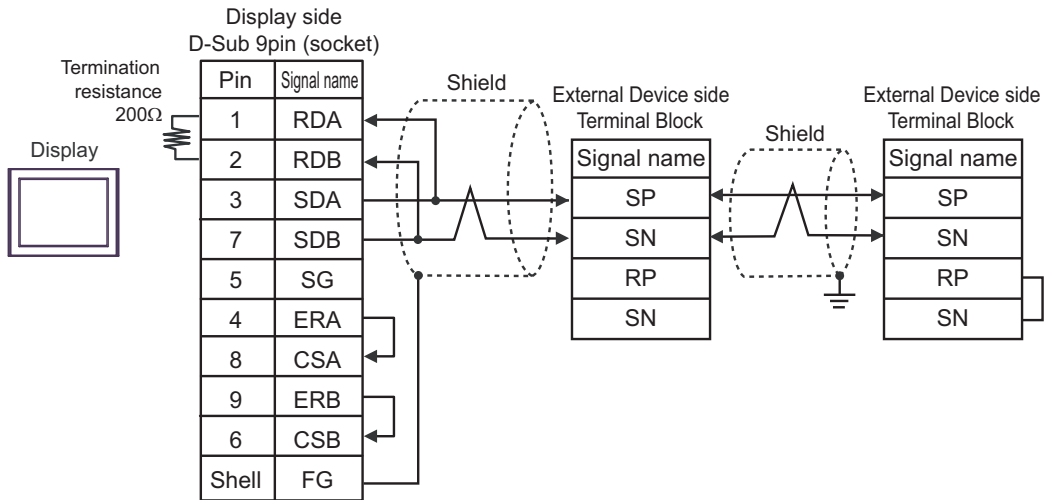 Display side
D-Sub 9pin (socket)
Termination
resistance
200Ω
Display
Pin Signal name
1 RDA
2 RDB
3 SDA
7 SDB
5 SG
4 ERA
8 CSA
9 ERB
6 CSB
Shell FG
Shield
External Device side
Terminal Block
Signal name
SP
SN
RP
SN
Shield
External Device side
Terminal Block
Signal name
SP
SN
RP
SN